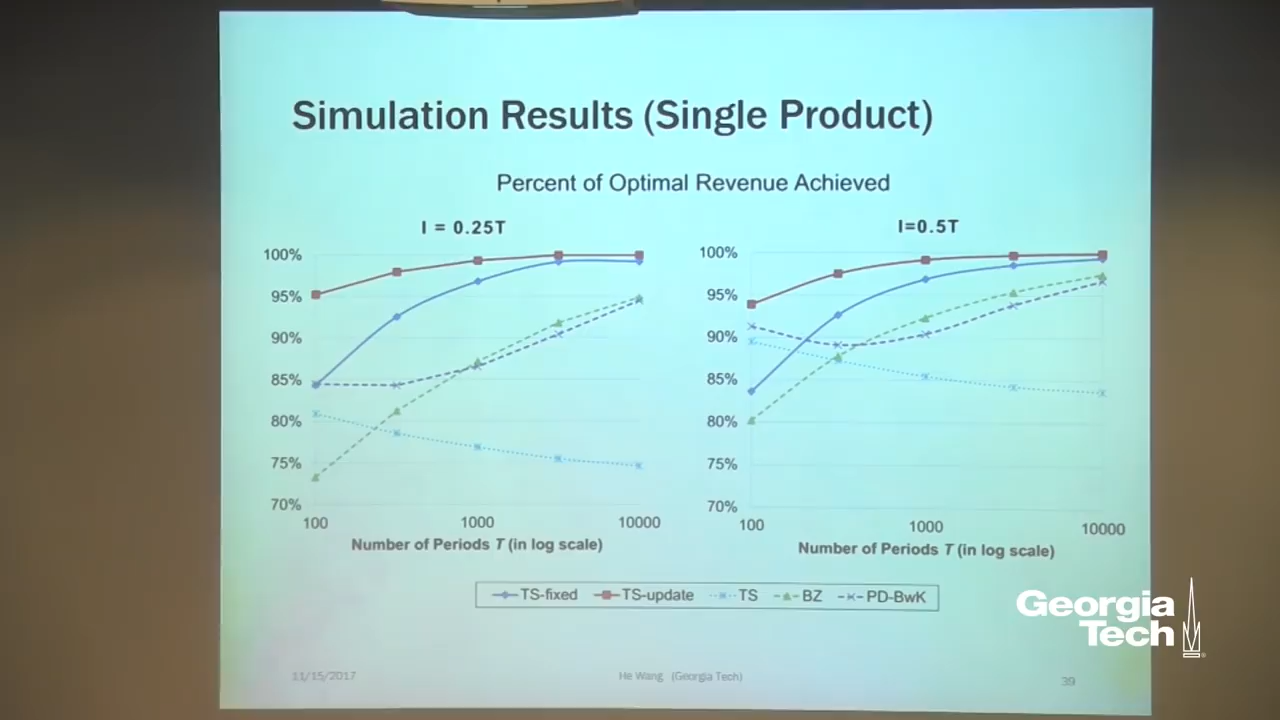 Simulation Results (Single Product)
Percent of Optimal Revenue Achieved
I = 0.25T
100%
95%
90%
85%
80%
75%
70%
100 1000 10000
Number of Periods T (in log scale)
I=0.5T
100%
95%
90%
85%
80%
75%
70%
100 1000 10000
Number of Periods T (in log scale)
TS-fixed TS-update TS BZ PD-BwK
Georgia
Tech
11/15/2017 He Wang (Georgia Tech) 39